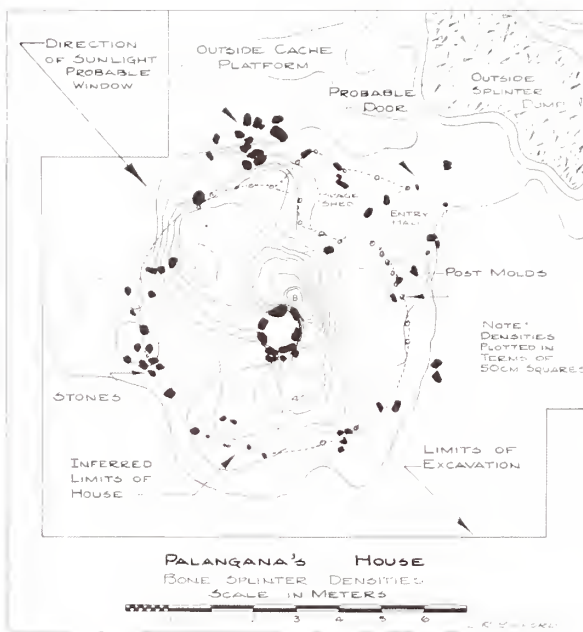 DIRECTION
OF SUNLIGHT
PROBABLE
WINDOW
OUTSIDE CACHE
PLATFORM
PROBABLE
DOOR
OUTSIDE
SPLINTER
DUMP
SHED
ENTRY
HALL
POST MOLDS
8
NOTE:
DENSITIES
PLOTTED IN
TERMS OF
50CM SQUARES
STONES
4
INFERRED
LIMITS OF
HOUSE
LIMITS OF
EXCAVATION
PALANGANA'S HOUSE
BONE SPLINTER DENSITIES
SCALE IN METERS
3 4 5 6